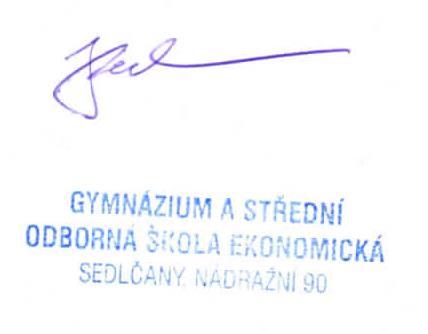 GYMNÁZIUM A STŘEDNÍ
ODBORNÁ ŠKOLA EKONOMICKÁ
SEDLČANY, NÁDRAŽNÍ 90